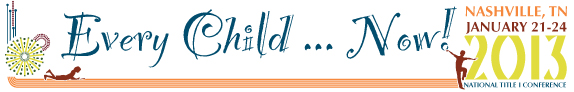 Every Child ... Now!
NASHVILLE, TN
JANUARY 21-24
2013
NATIONAL TITLE I CONFERENCE